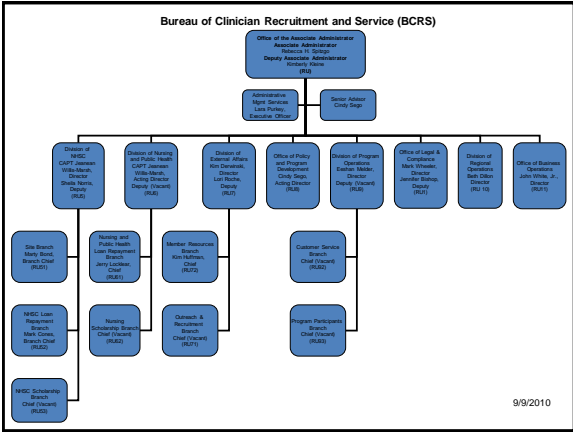 Bureau of Clinician Recruitment and Service (BCRS)
Office of the Associate Administrator
Associate Administrator
Rebecca H. Spitzgo
Deputy Associate Administrator
Kimberly Kleine
(RU)
Administrative
Mgmt Services
Lara Purkey,
Executive Officer
Senior Advisor
Cindy Sego
Division of
NHSC
CAPT Jeanean
Willis-Marsh,
Director
Sheila Norris,
Deputy
(RU5)
Division of Nursing
and Public Health
CAPT Jeanean
Willis-Marsh,
Acting Director
Deputy (Vacant)
(RU6)
Division of
External Affairs
Kim Derwinski,
Director
Lori Roche,
Deputy
(RU7)
Office of Policy
and Program
Development
Cindy Sego,
Acting Director
(RU8)
Division of Program
Operations
Meider,
Director
Deputy (Vacant)
(RU9)
Office of Legal &
Compliance
Mark Wheeler,
Director
Jennifer Bishop,
Deputy
(RU1)
Division of
Regional
Operations
Beth Dillon
Director
(RU 10)
Office of Business
Operations
John White, Jr.,
Director
(RU11)
Site Branch
Marty Bond,
Branch Chief
(RU51)
Nursing and
Public Health
Loan Repayment
Branch
Jerry Locklear,
Chief
(RU61)
Member Resources
Branch
Kim Huffman,
Chief
(RU72)
Customer Service
Branch
Chief (Vacant)
(RU92)
NHSC Loan
Repayment
Branch
Mark
Branch Chief
(RU52)
Nursing
Scholarship Branch
Chief (Vacant)
(RU62)
Outreach &
Recruitment
Branch
Chief (Vacant)
(RU71)
Program Participants
Branch
Chief (Vacant)
(RU93)
NHSC Scholarship
Branch
Chief (Vacant)
(RU53)
9/9/2010